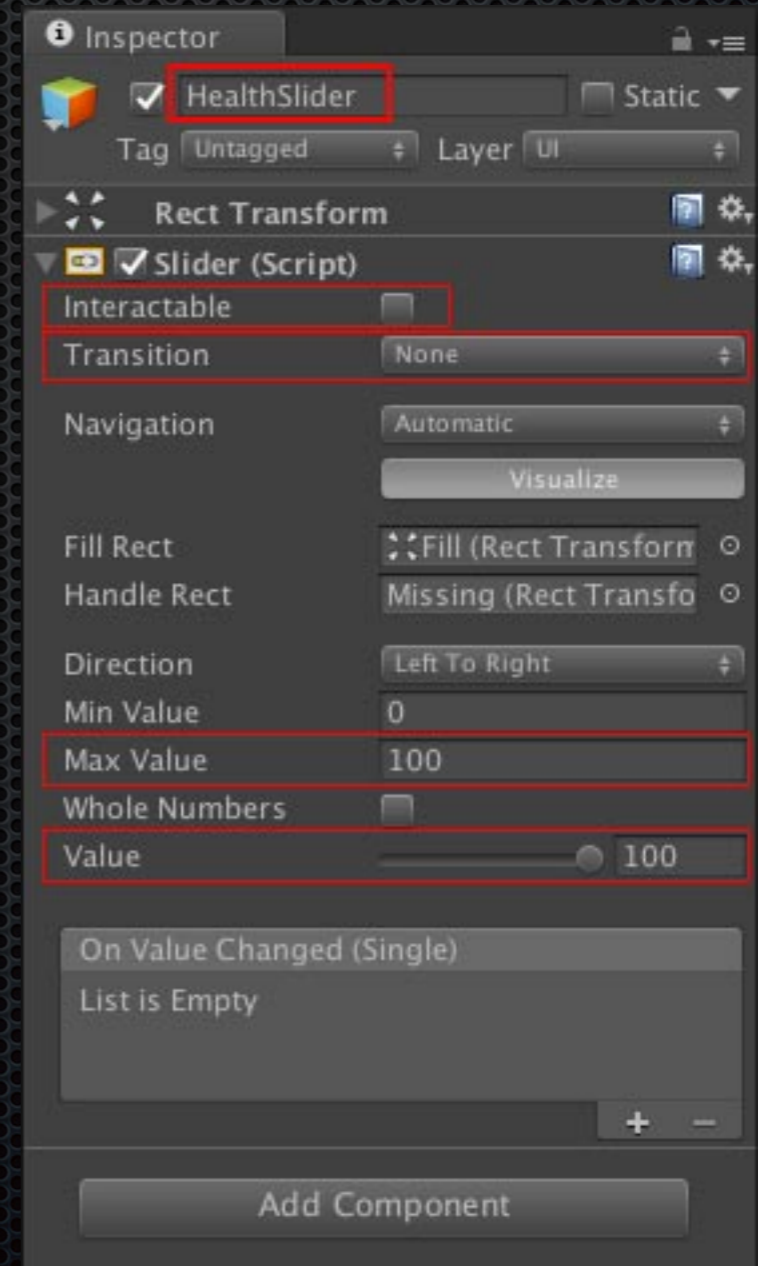 Inspector
HealthSlider Static
Tag Untagged Layer UI
Rect Transform
Slider (Script)
Interactable
Transition None
Navigation Automatic
Visualize
Fill Rect Fill (Rect Transform
Handle Rect Missing (Rect Transfo
Direction Left To Right
Min Value 0
Max Value 100
Whole Numbers
Value 100
On Value Changed (Single)
List is Empty
+ −
Add Component